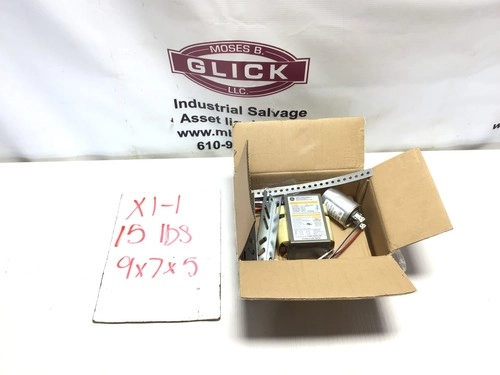 MOSES B.
GLICK
LLC.
Industrial Salvage
Asset li
www.m
610-9
X1-1
15 lbs
9x7x5